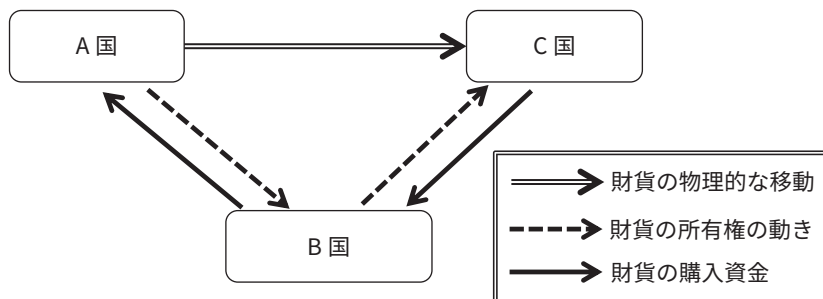 A 国
C 国
B 国
財貨の物理的な移動
財貨の所有権の動き
財貨の購入資金